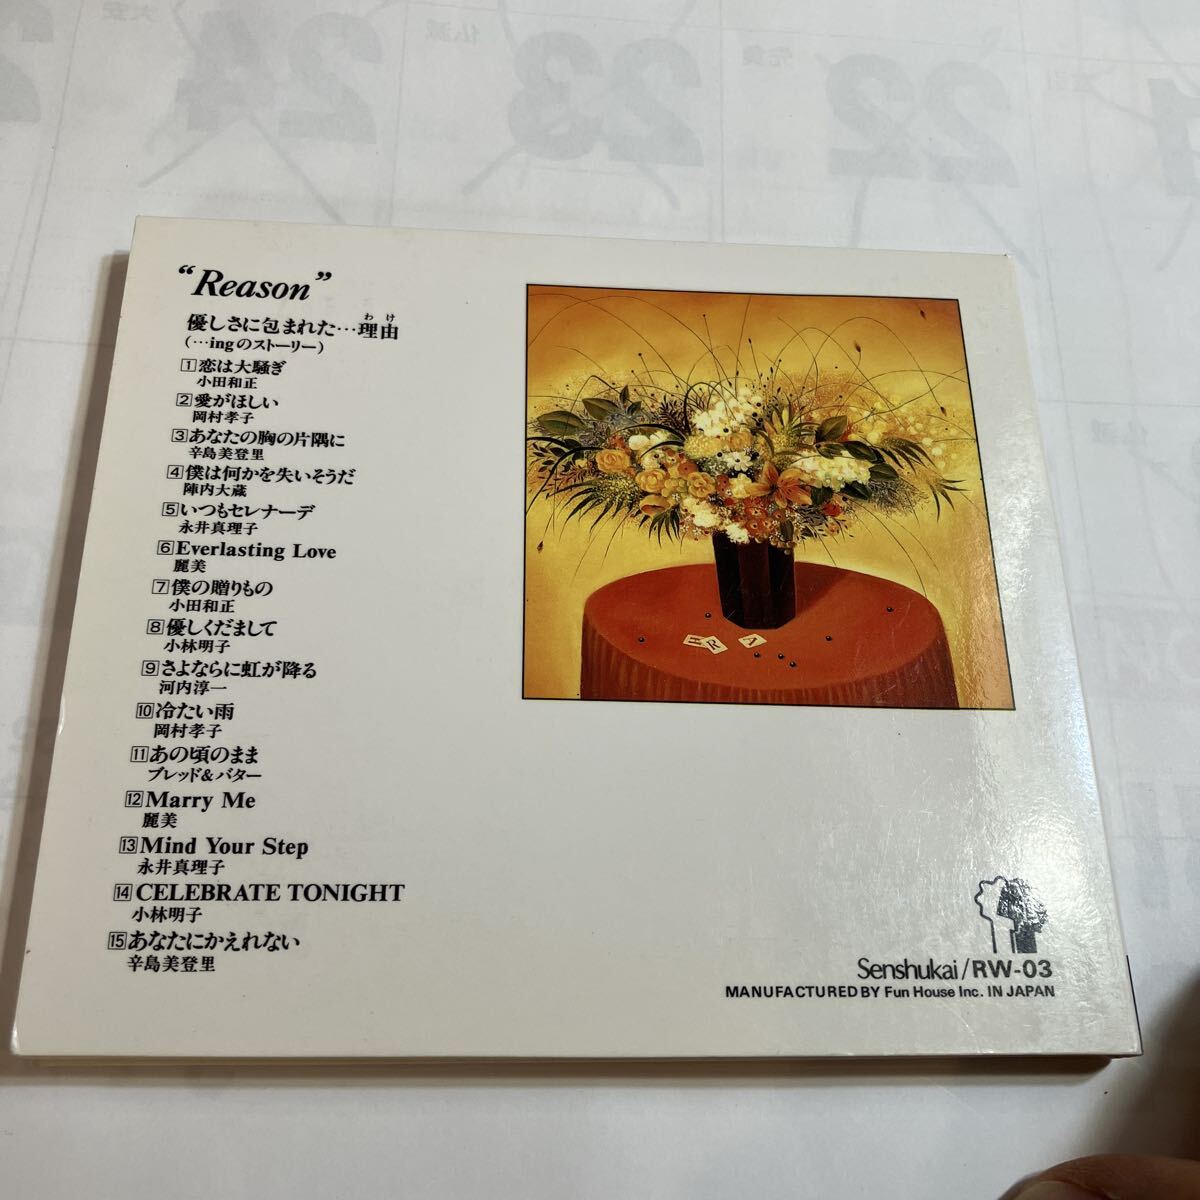 大安
仏滅
24
23
22
"Reason"
わけ
優しさに包まれた…理由
(…ingのストーリー)
1 恋は大騒ぎ
小田和正
2 愛がほしい
岡村孝子
3 あなたの胸の片隅に
辛島美登里
4 僕は何かを失いそうだ
陣内大蔵
5 いつもセレナーデ
永井真理子
6 Everlasting Love
麗美
7 僕の贈りもの
小田和正
8 優しくだまして
小林明子
9 さよならに虹が降る
河内淳一
10 冷たい雨
岡村孝子
11 あの頃のまま
ブレッド&バター
12 Marry Me
麗美
13 Mind Your Step
永井真理子
14 CELEBRATE TONIGHT
小林明子
15 あなたにかえれない
辛島美登里
H R A
Senshukai/RW-03
MANUFACTURED BY Fun House Inc. IN JAPAN